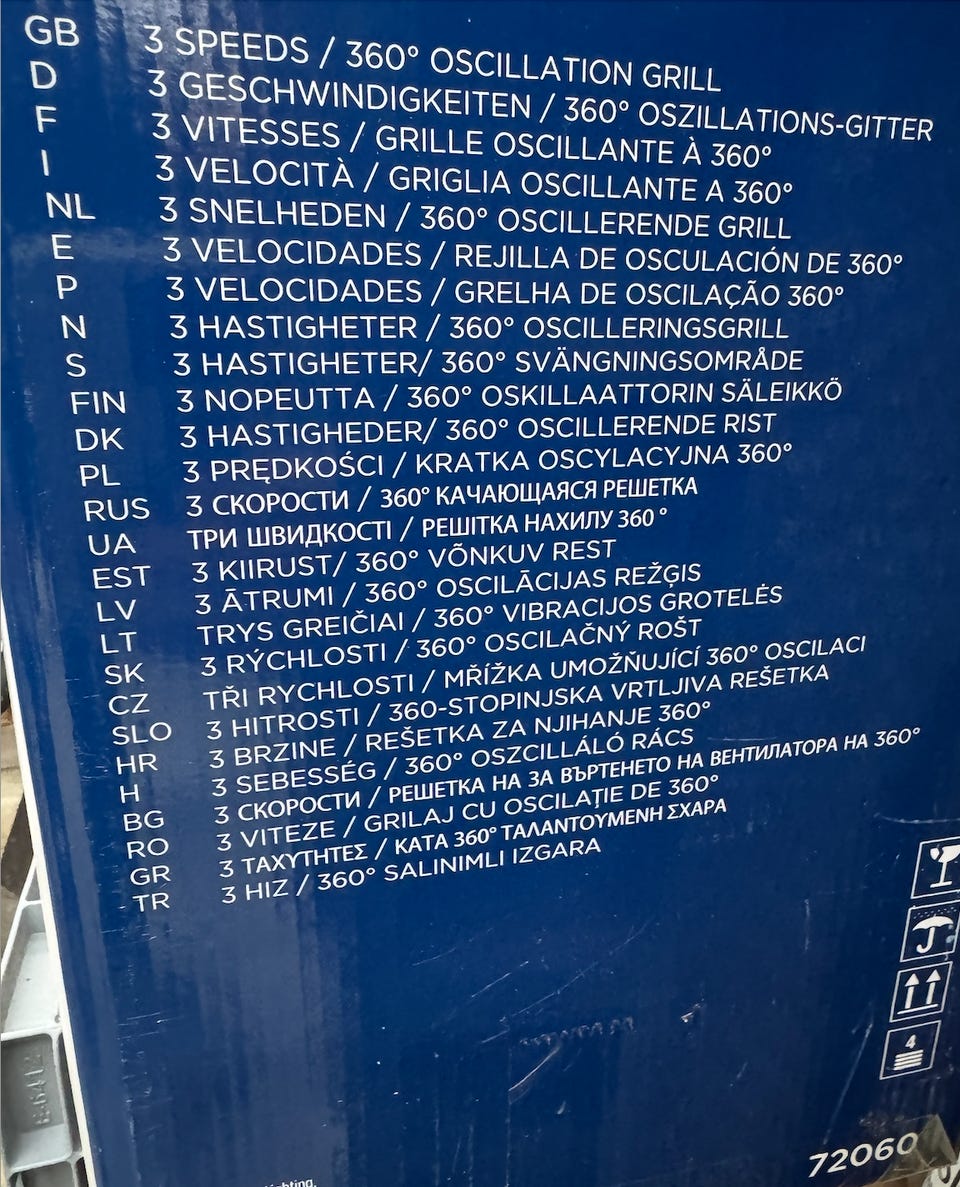 GB 3 SPEEDS / 360° OSCILLATION GRILL
D 3 GESCHWINDIGKEITEN / 360° OSZILLATIONS-GITTER
F 3 VITESSES / GRILLE OSCILLANTE À 360°
I 3 VELOCITÀ / GRIGLIA OSCILLANTE A 360°
NL 3 SNELHEDEN / 360° OSCILLERENDE GRILL
E 3 VELOCIDADES / REJILLA DE OSCULACIÓN DE 360°
P 3 VELOCIDADES / GRELHA DE OSCILAÇÃO 360°
N 3 HASTIGHETER / 360° OSCILLERINGSGRILL
S 3 HASTIGHETER/ 360° SVÄNGNINGSOMRÅDE
FIN 3 NOPEUTTA / 360° OSKILLAATTORIN SÄLEIKKÖ
DK 3 HASTIGHEDER/ 360° OSCILLERENDE RIST
PL 3 PRĘDKOŚCI / KRATKA OSCYLACYJNA 360°
RUS 3 СКОРОСТИ / 360° КАЧАЮЩАЯСЯ РЕШЕТКА
UA ТРИ ШВИДКОСТІ / РЕШІТКА НАХИЛУ 360°
EST 3 KIIRUST/ 360° VÕNKUV REST
LV 3 ĀTRUMI / 360° OSCILĀCIJAS REŽĢIS
LT TRYS GREIČIAI / 360° VIBRACIJOS GROTELĖS
SK 3 RÝCHLOSTI / 360° OSCILAČNÝ ROŠT
CZ TŘI RYCHLOSTI / MŘÍŽKA UMOŽŇUJÍCÍ 360° OSCILACI
SLO 3 HITROSTI / 360-STOPINJSKA VRTLJIVA REŠETKA
HR 3 BRZINE / REŠETKA ZA NJIHANJE 360°
H 3 SEBESSÉG / 360° OSZCILLÁLÓ RÁCS
BG 3 СКОРОСТИ / РЕШЕТКА НА ЗА ВЪРТЕНЕТО НА ВЕНТИЛАТОРА НА 360°
RO 3 VITEZE / GRILAJ CU OSCILAŢIE DE 360°
GR 3 ΤΑΧΥΤΗΤΕΣ / ΚΑΤΑ 360° ΤΑΛΑΝΤΟΥΜΕΝΗ ΣΧΑΡΑ
TR 3 HIZ / 360° SALINIMLI IZGARA
4
72060